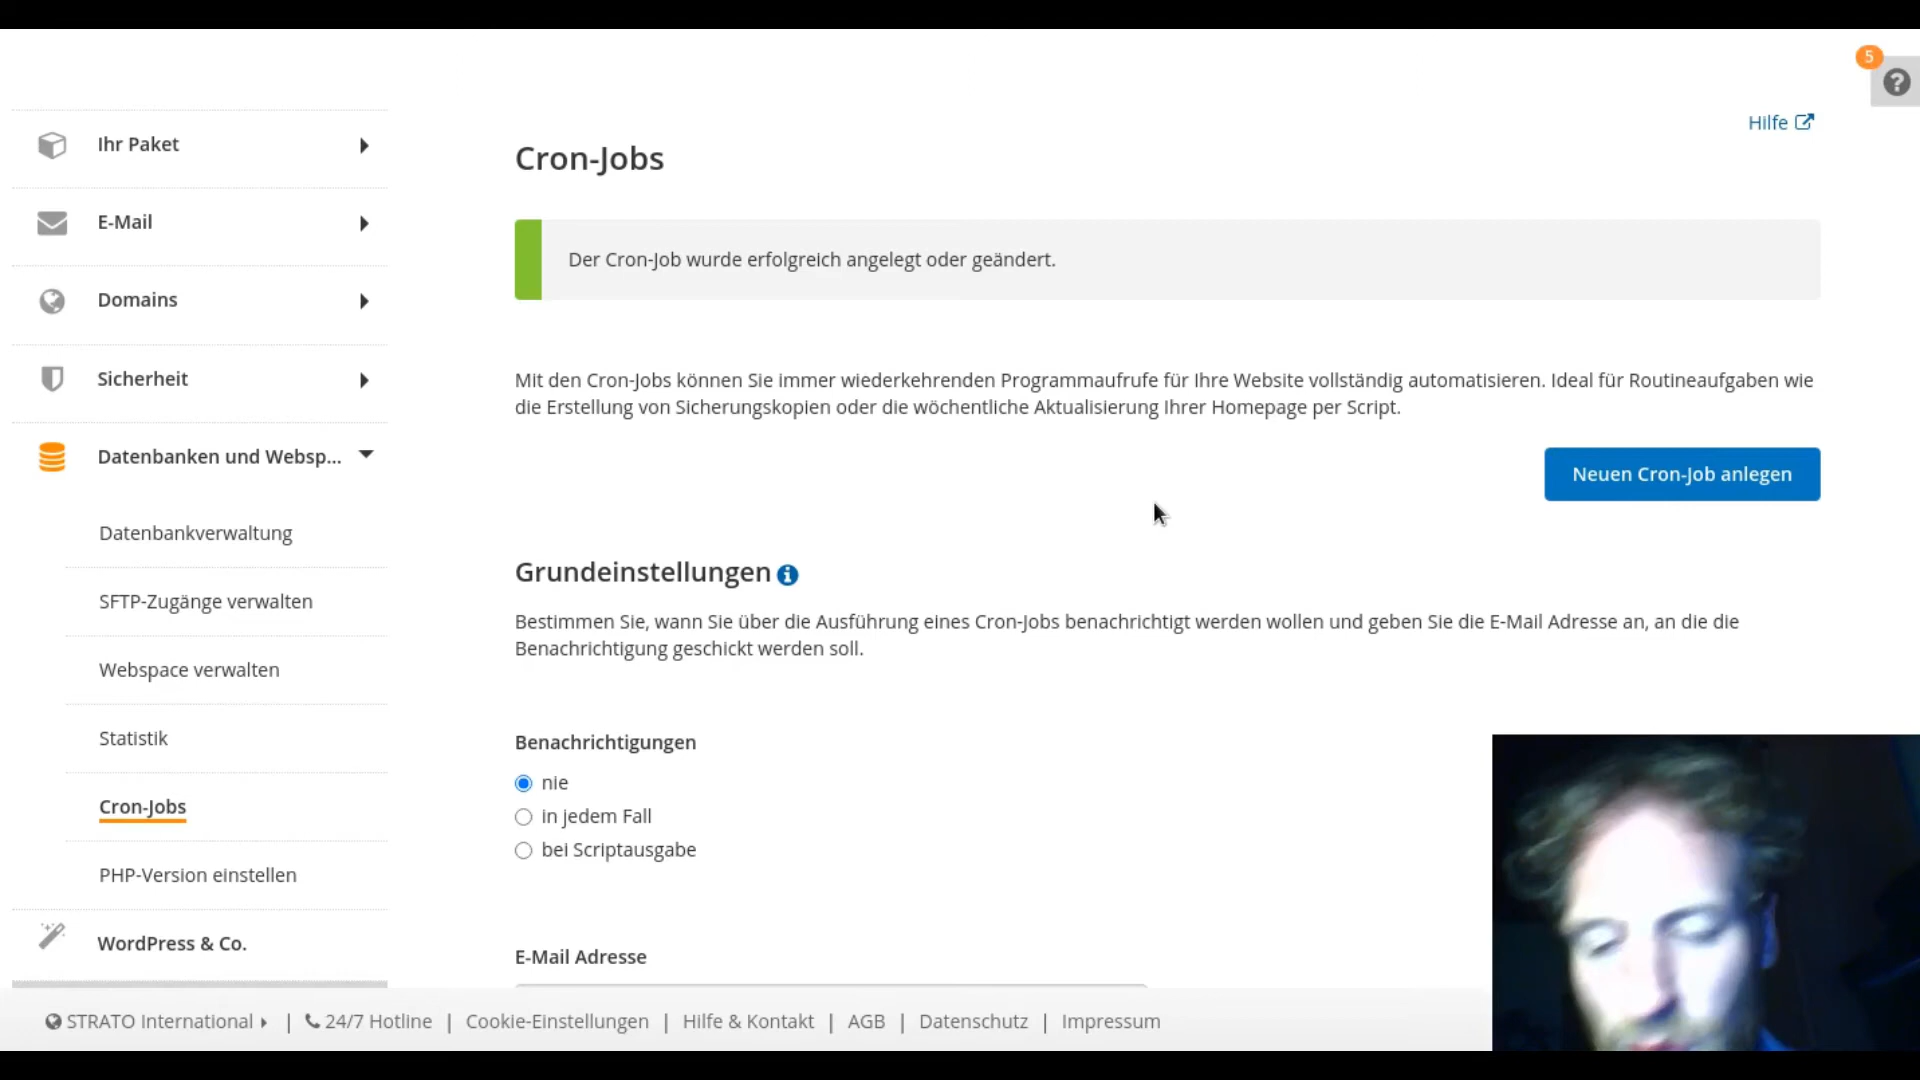 5
Hilfe
Ihr Paket
E-Mail
Domains
Sicherheit
Datenbanken und Websp...
Datenbankverwaltung
SFTP-Zugänge verwalten
Webspace verwalten
Statistik
Cron-Jobs
PHP-Version einstellen
WordPress & Co.
Cron-Jobs
Der Cron-Job wurde erfolgreich angelegt oder geändert.
Mit den Cron-Jobs können Sie immer wiederkehrenden Programmaufrufe für Ihre Website vollständig automatisieren. Ideal für Routineaufgaben wie
die Erstellung von Sicherungskopien oder die wöchentliche Aktualisierung Ihrer Homepage per Script.
Neuen Cron-Job anlegen
Grundeinstellungen
Bestimmen Sie, wann Sie über die Ausführung eines Cron-Jobs benachrichtigt werden wollen und geben Sie die E-Mail Adresse an, an die die
Benachrichtigung geschickt werden soll.
Benachrichtigungen
nie
in jedem Fall
bei Scriptausgabe
E-Mail Adresse
STRATO International | 24/7 Hotline | Cookie-Einstellungen | Hilfe & Kontakt | AGB | Datenschutz | Impressum